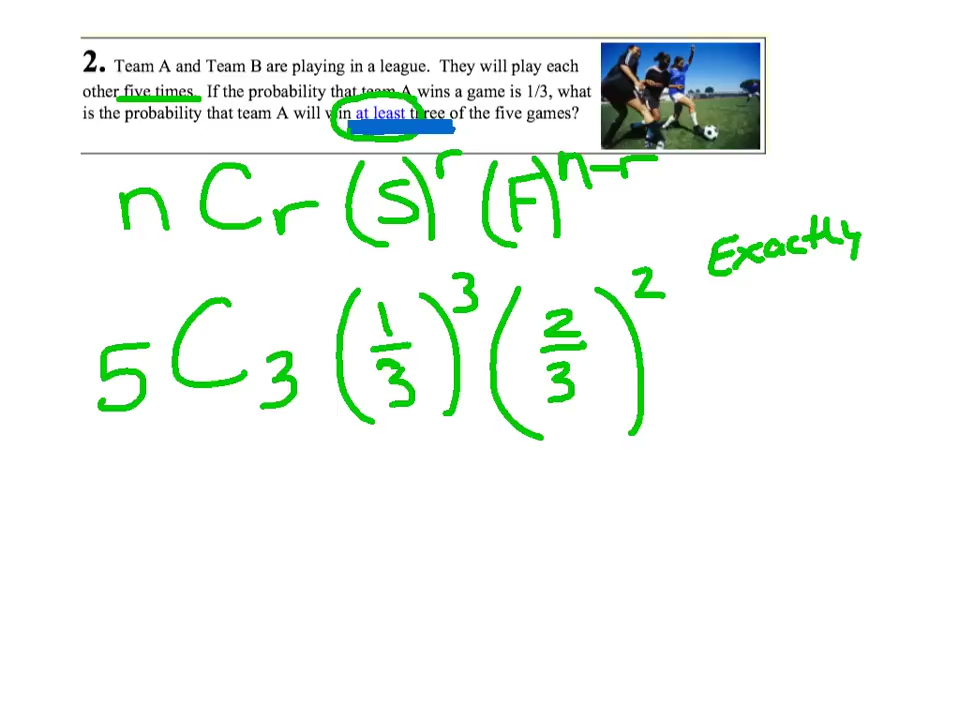 2. Team A and Team B are playing in a league. They will play each
other five times. If the probability that team A wins a game is 1/3, what
is the probability that team A will win at least three of the five games?
n C r (S)^r (F)^n-r
Exactly
5 C 3 (1/3)^3 (2/3)^2